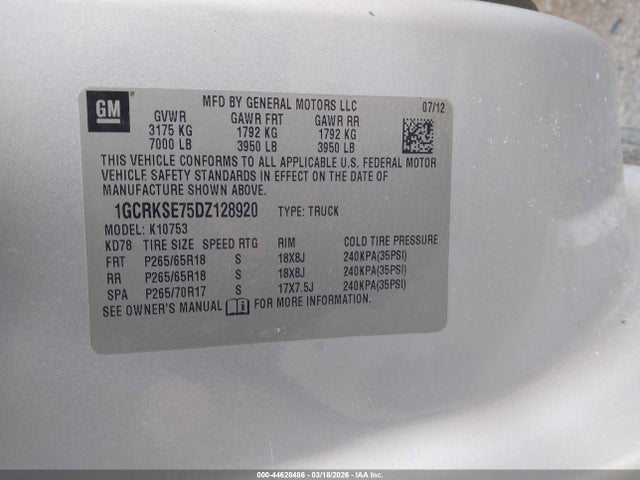 GM
MFD BY GENERAL MOTORS LLC 07/12
GVWR GAWR FRT GAWR RR
3175 KG 1792 KG 1792 KG
7000 LB 3950 LB 3950 LB
THIS VEHICLE CONFORMS TO ALL APPLICABLE U.S. FEDERAL MOTOR
VEHICLE SAFETY STANDARDS IN EFFECT ON THE DATE OF
MANUFACTURE SHOWN ABOVE.
1GCRKSE75DZ128920 TYPE: TRUCK
MODEL: K10753
KD78 TIRE SIZE SPEED RTG RIM COLD TIRE PRESSURE
FRT P265/65R18 S 18X8J 240KPA(35PSI)
RR P265/65R18 S 18X8J 240KPA(35PSI)
SPA P265/70R17 S 17X7.5J 240KPA(35PSI)
SEE OWNER'S MANUAL FOR MORE INFORMATION.
000-44628486 - 03/18/2026 - IAA Inc.